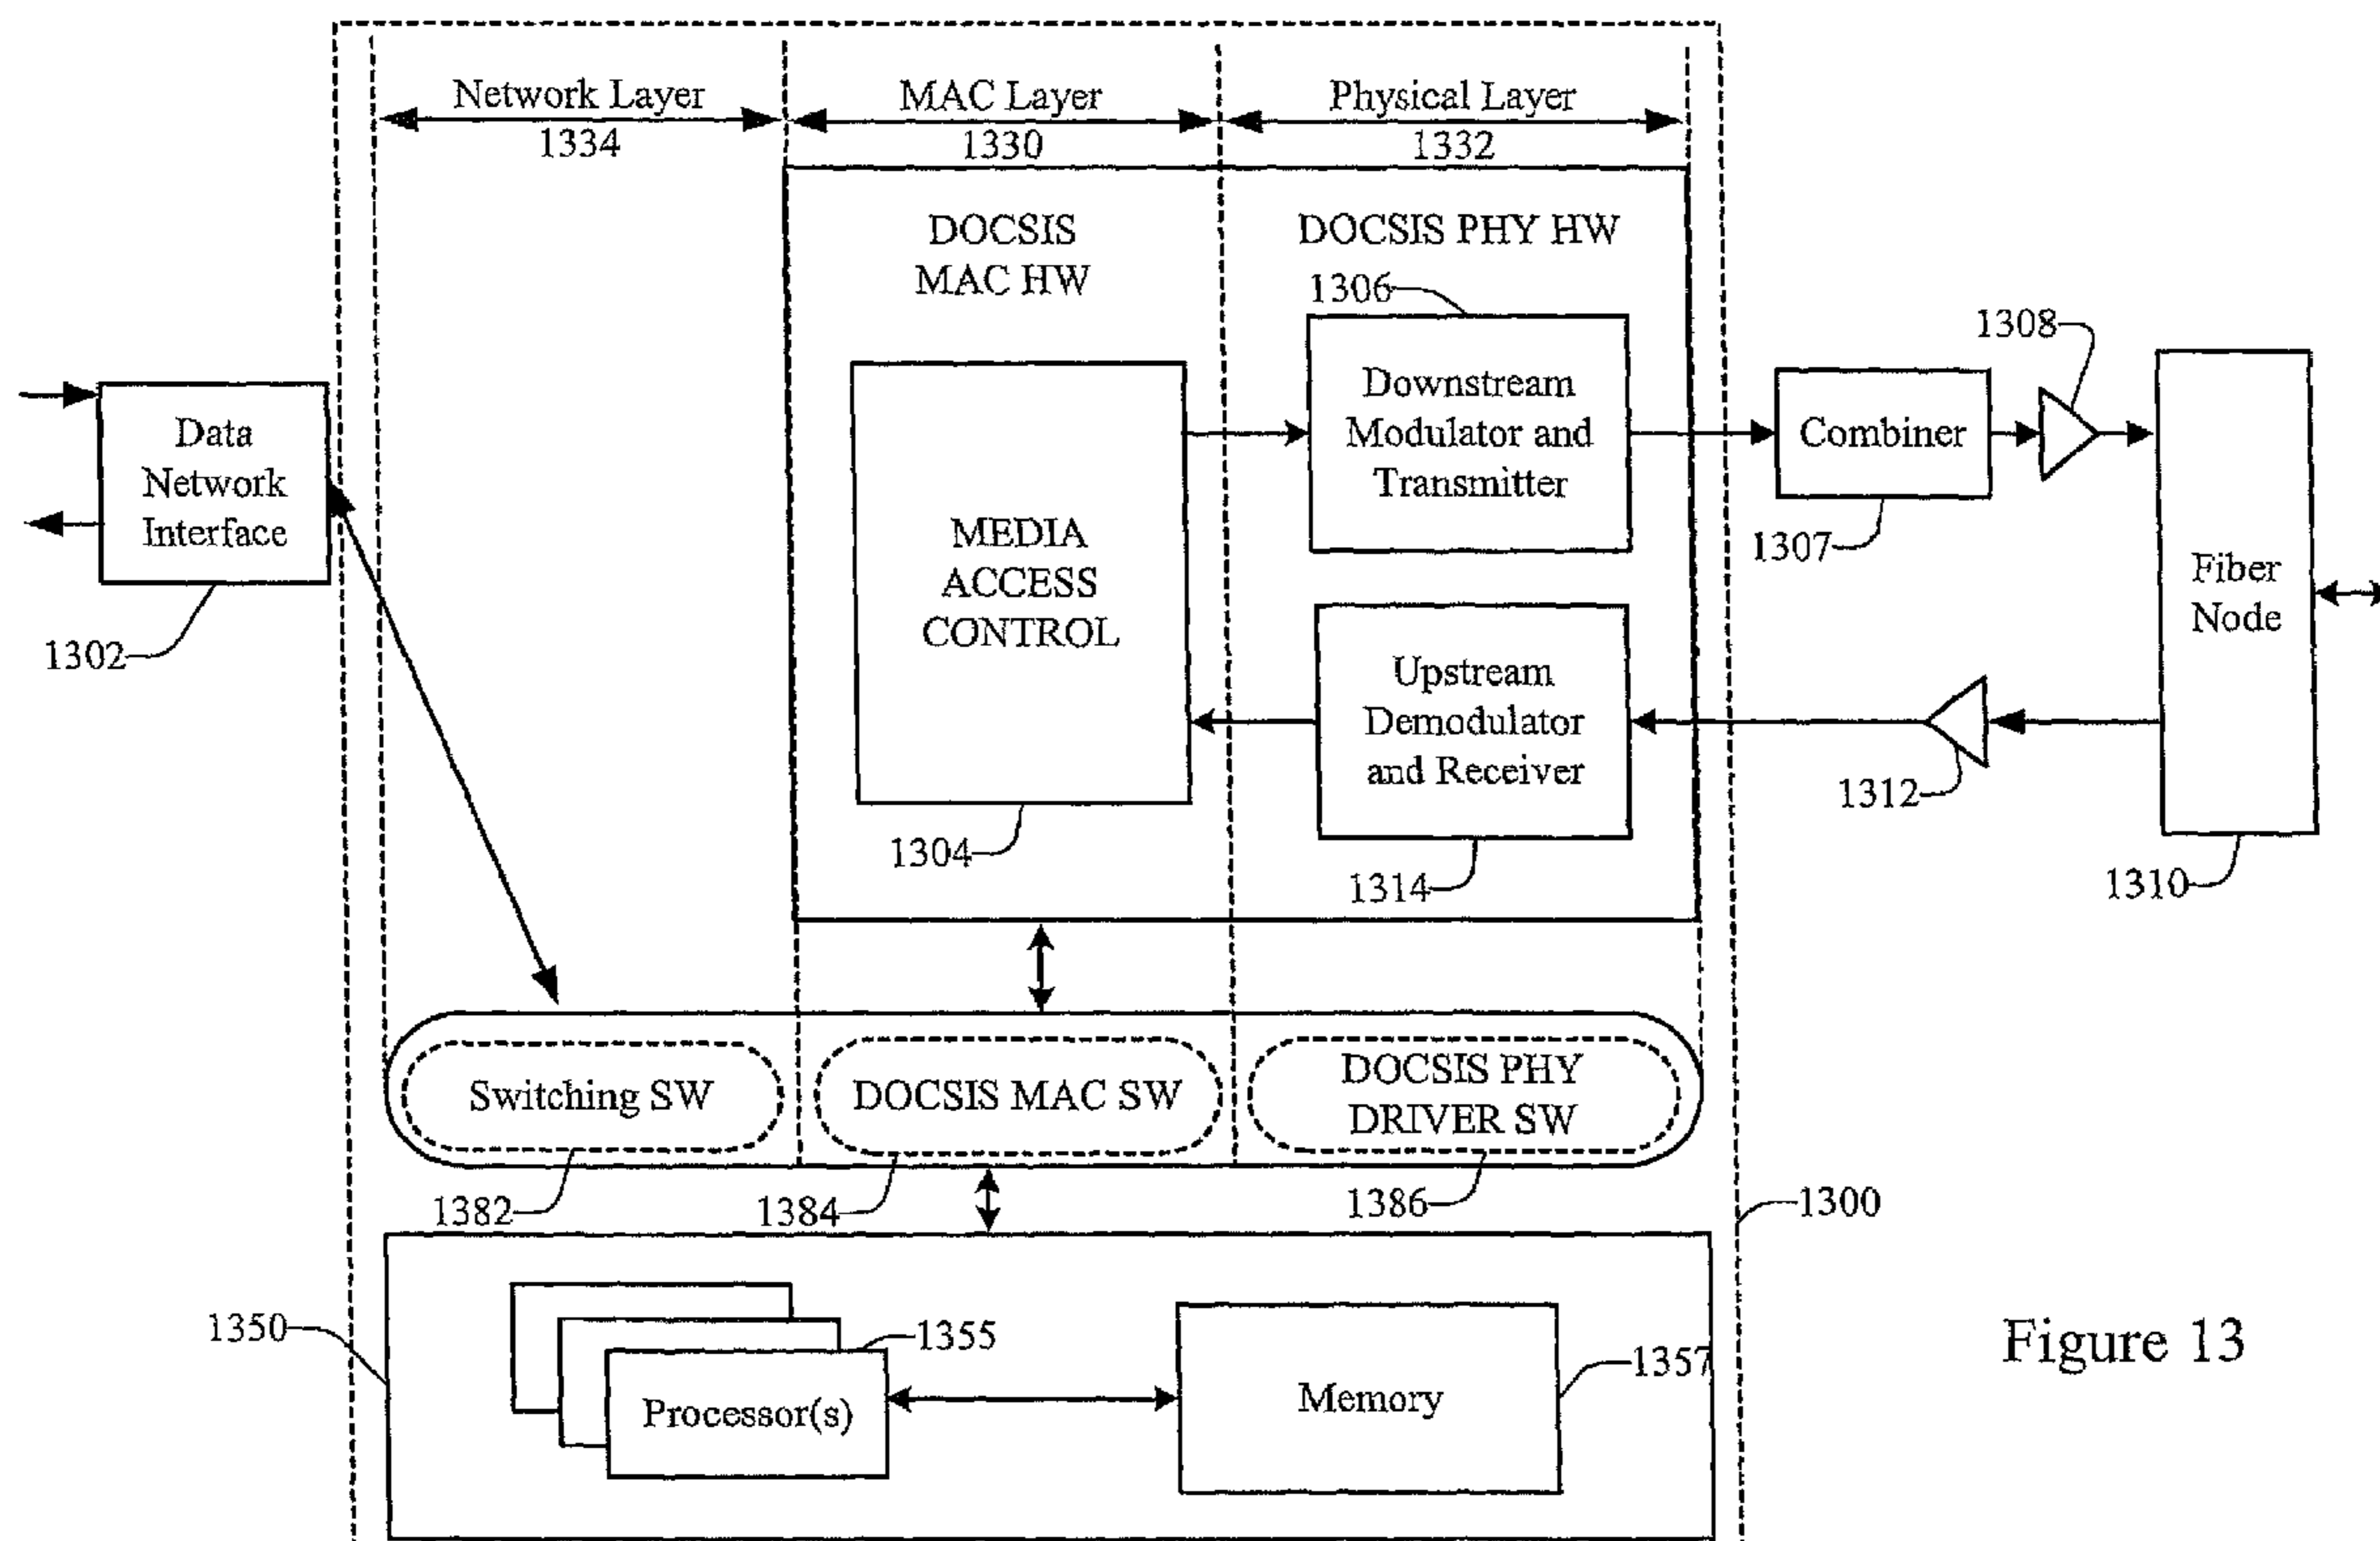 Network Layer
1334
MAC Layer
1330
Physical Layer
1332
DOCSIS
MAC HW
DOCSIS PHY HW
1306
Downstream
Modulator and
Transmitter
1308
Combiner
1307
Data
Network
Interface
1302
MEDIA
ACCESS
CONTROL
1304
Upstream
Demodulator
and Receiver
1314
1312
Fiber
Node
1310
Switching SW
DOCSIS MAC SW
DOCSIS PHY
DRIVER SW
1382
1384
1386
1300
1350
1355
Processor(s)
Memory
1357
Figure 13